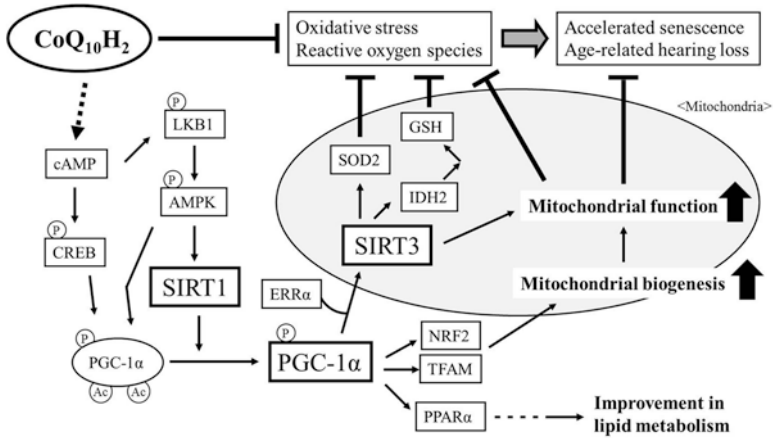 CoQ10H2
Oxidative stress
Reactive oxygen species
Accelerated senescence
Age-related hearing loss
<Mitochondria>
P
LKB1
GSH
cAMP
SOD2
P
AMPK
IDH2
Mitochondrial function
P
CREB
SIRT3
SIRT1
ERRα
Mitochondrial biogenesis
P
PGC-1α
Ac
Ac
P
PGC-1α
NRF2
TFAM
PPARα
Improvement in
lipid metabolism